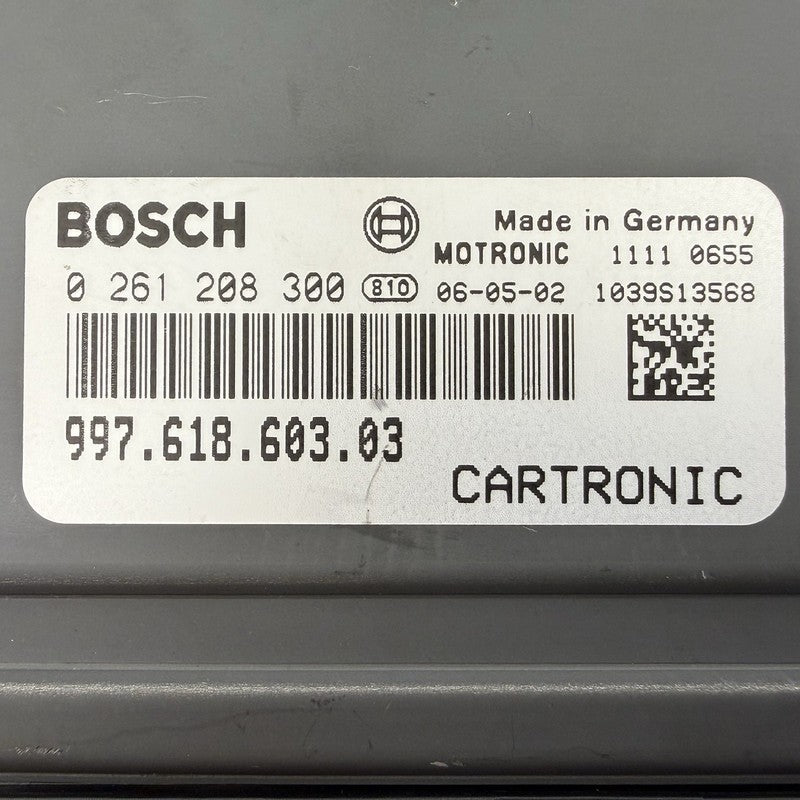 BOSCH Made in Germany
MOTRONIC 1111 0655
0 261 208 300 810 06-05-02 1039S13568
997.618.603.03
CARTRONIC